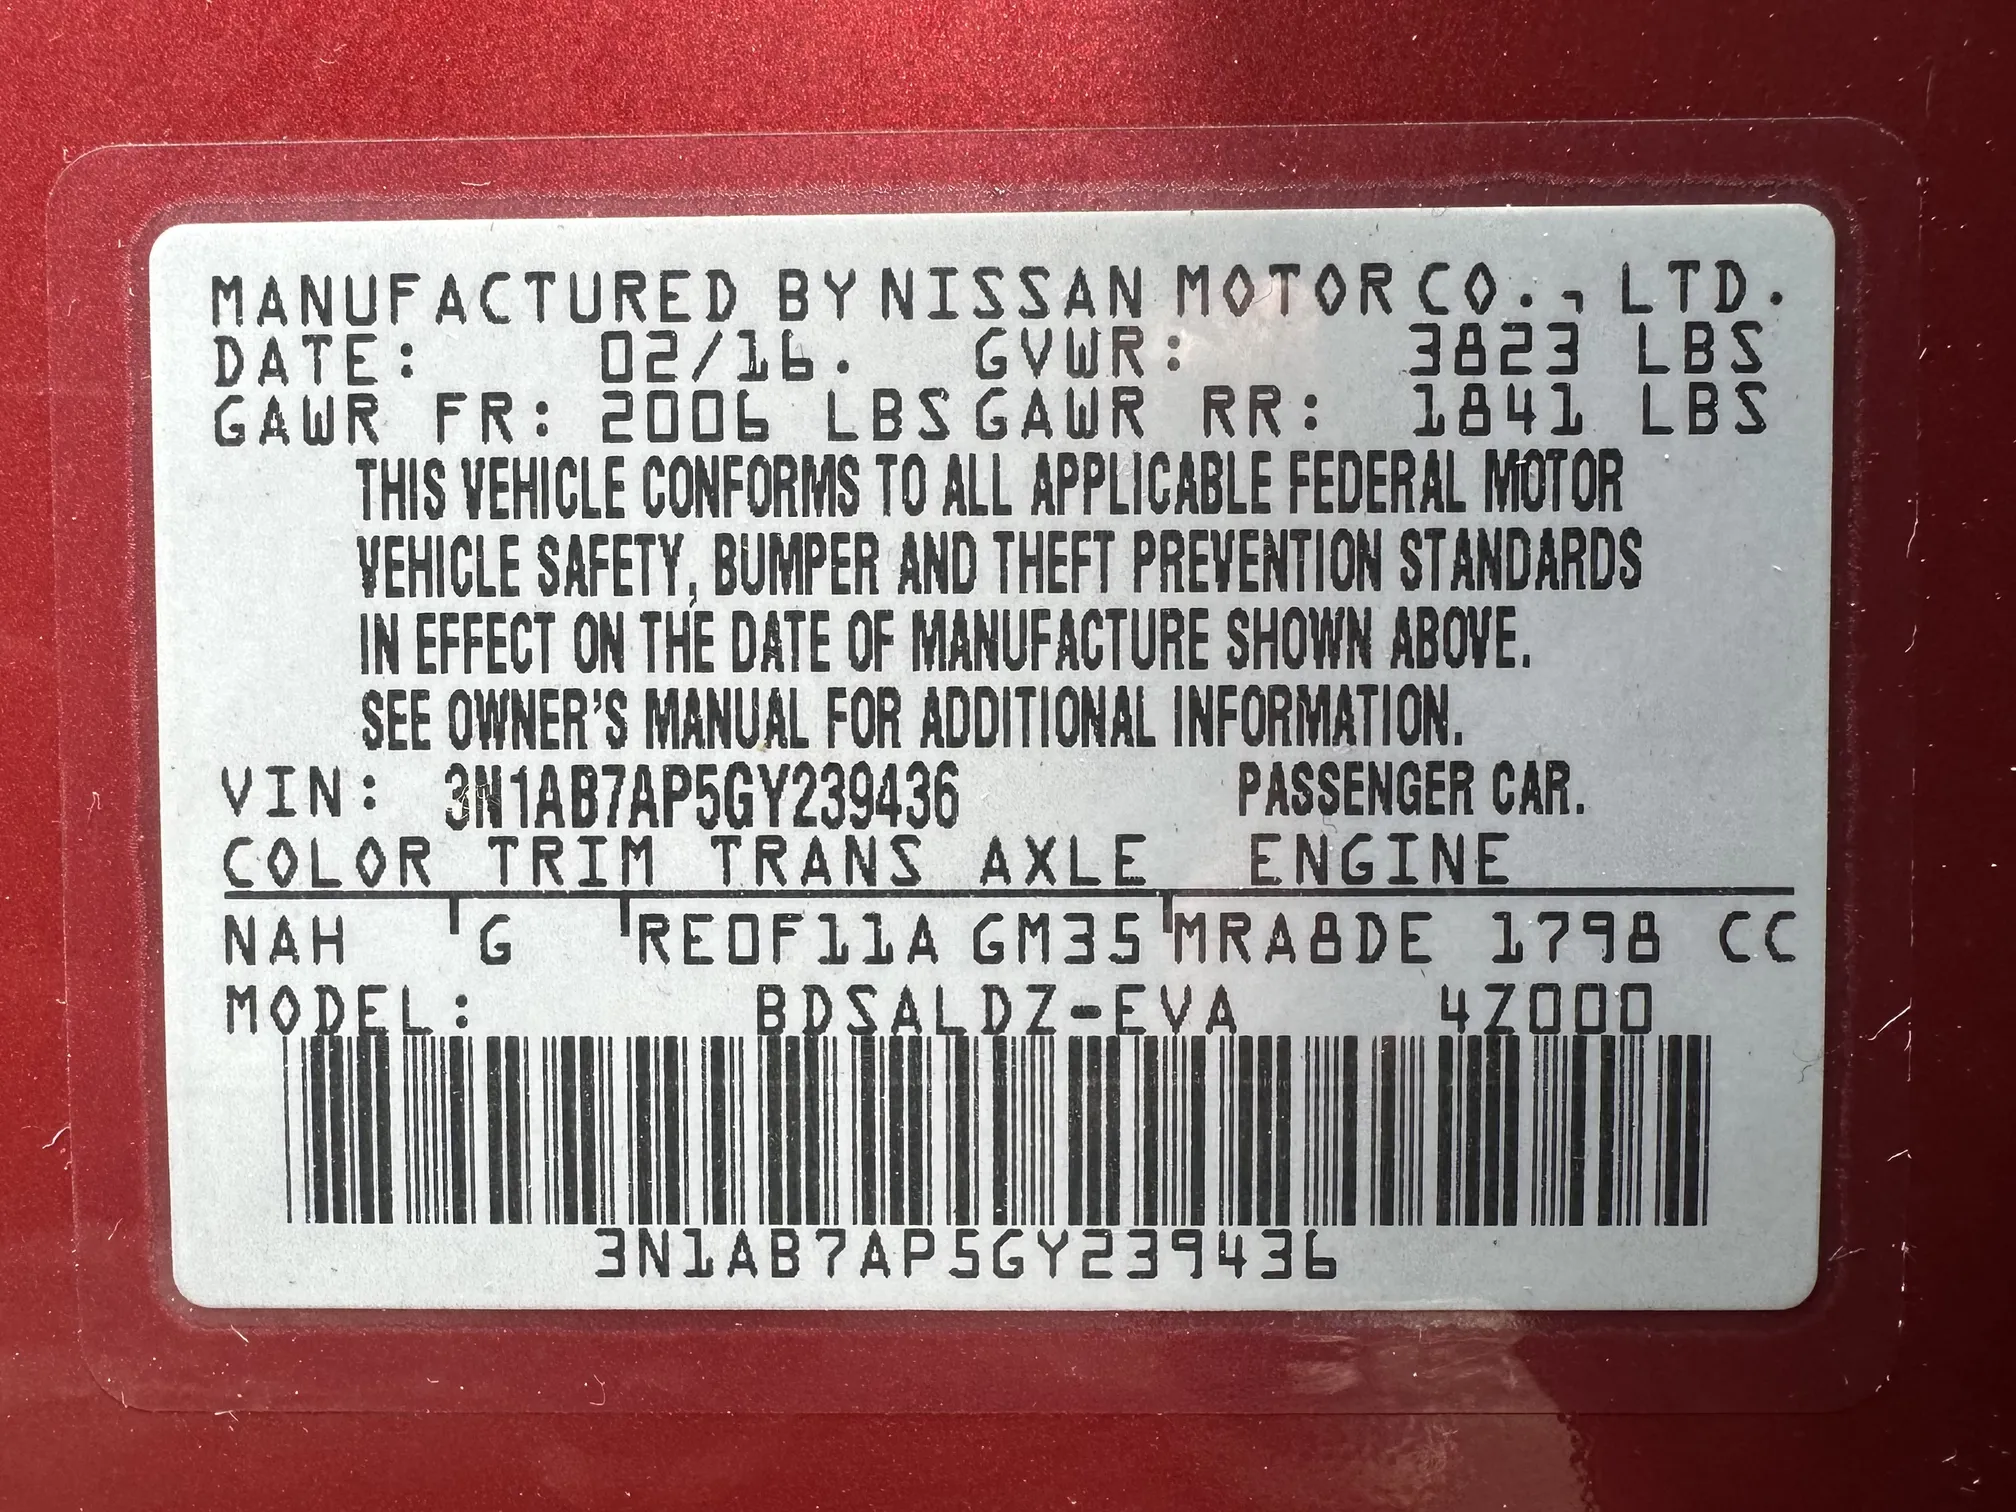 MANUFACTURED BY NISSAN MOTOR CO., LTD.
DATE: 02/16. GVWR: 3823 LBS
GAWR FR: 2006 LBS GAWR RR: 1841 LBS
THIS VEHICLE CONFORMS TO ALL APPLICABLE FEDERAL MOTOR
VEHICLE SAFETY, BUMPER AND THEFT PREVENTION STANDARDS
IN EFFECT ON THE DATE OF MANUFACTURE SHOWN ABOVE.
SEE OWNER'S MANUAL FOR ADDITIONAL INFORMATION.
VIN: 3N1AB7AP5GY239436 PASSENGER CAR.
COLOR TRIM TRANS AXLE ENGINE
NAH G RE0F11A GM35 MRA8DE 1798 CC
MODEL: BDSALDZ-EVA 4Z000
3N1AB7AP5GY239436